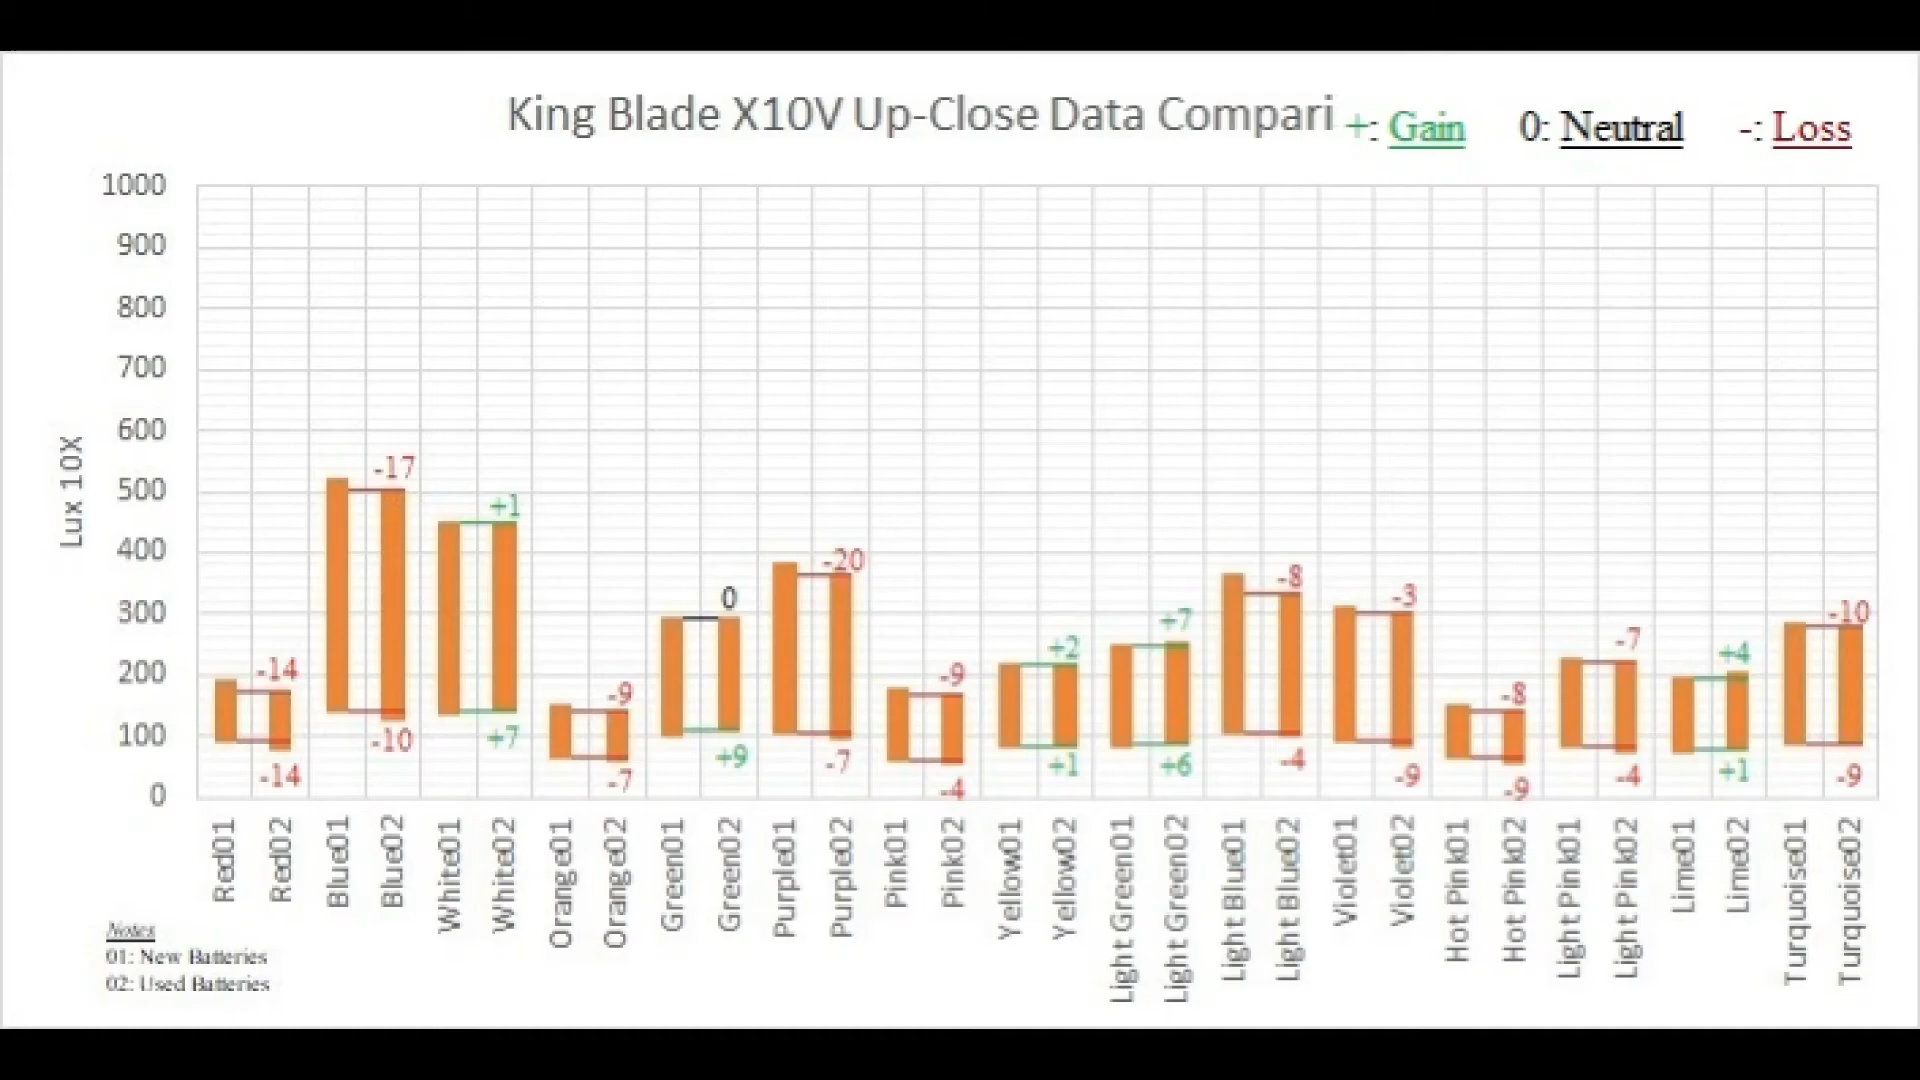 King Blade X10V Up-Close Data Compari
+: Gain 0: Neutral -: Loss
1000
900
800
700
600
500
400
300
200
100
0
Lux 10X
-14
-14
-17
-10
+1
+7
-9
-7
0
+9
-20
-7
-9
-4
+2
+1
+7
+6
-8
-4
-3
-9
-8
-9
-7
-4
+4
+1
-10
-9
Red01
Red02
Blue01
Blue02
White01
White02
Orange01
Orange02
Green01
Green02
Purple01
Purple02
Pink01
Pink02
Yellow01
Yellow02
Light Green01
Light Green02
Light Blue01
Light Blue02
Violet01
Violet02
Hot Pink01
Hot Pink02
Light Pink01
Light Pink02
Lime01
Lime02
Turquoise01
Turquoise02
Notes
01: New Batteries
02: Used Batteries